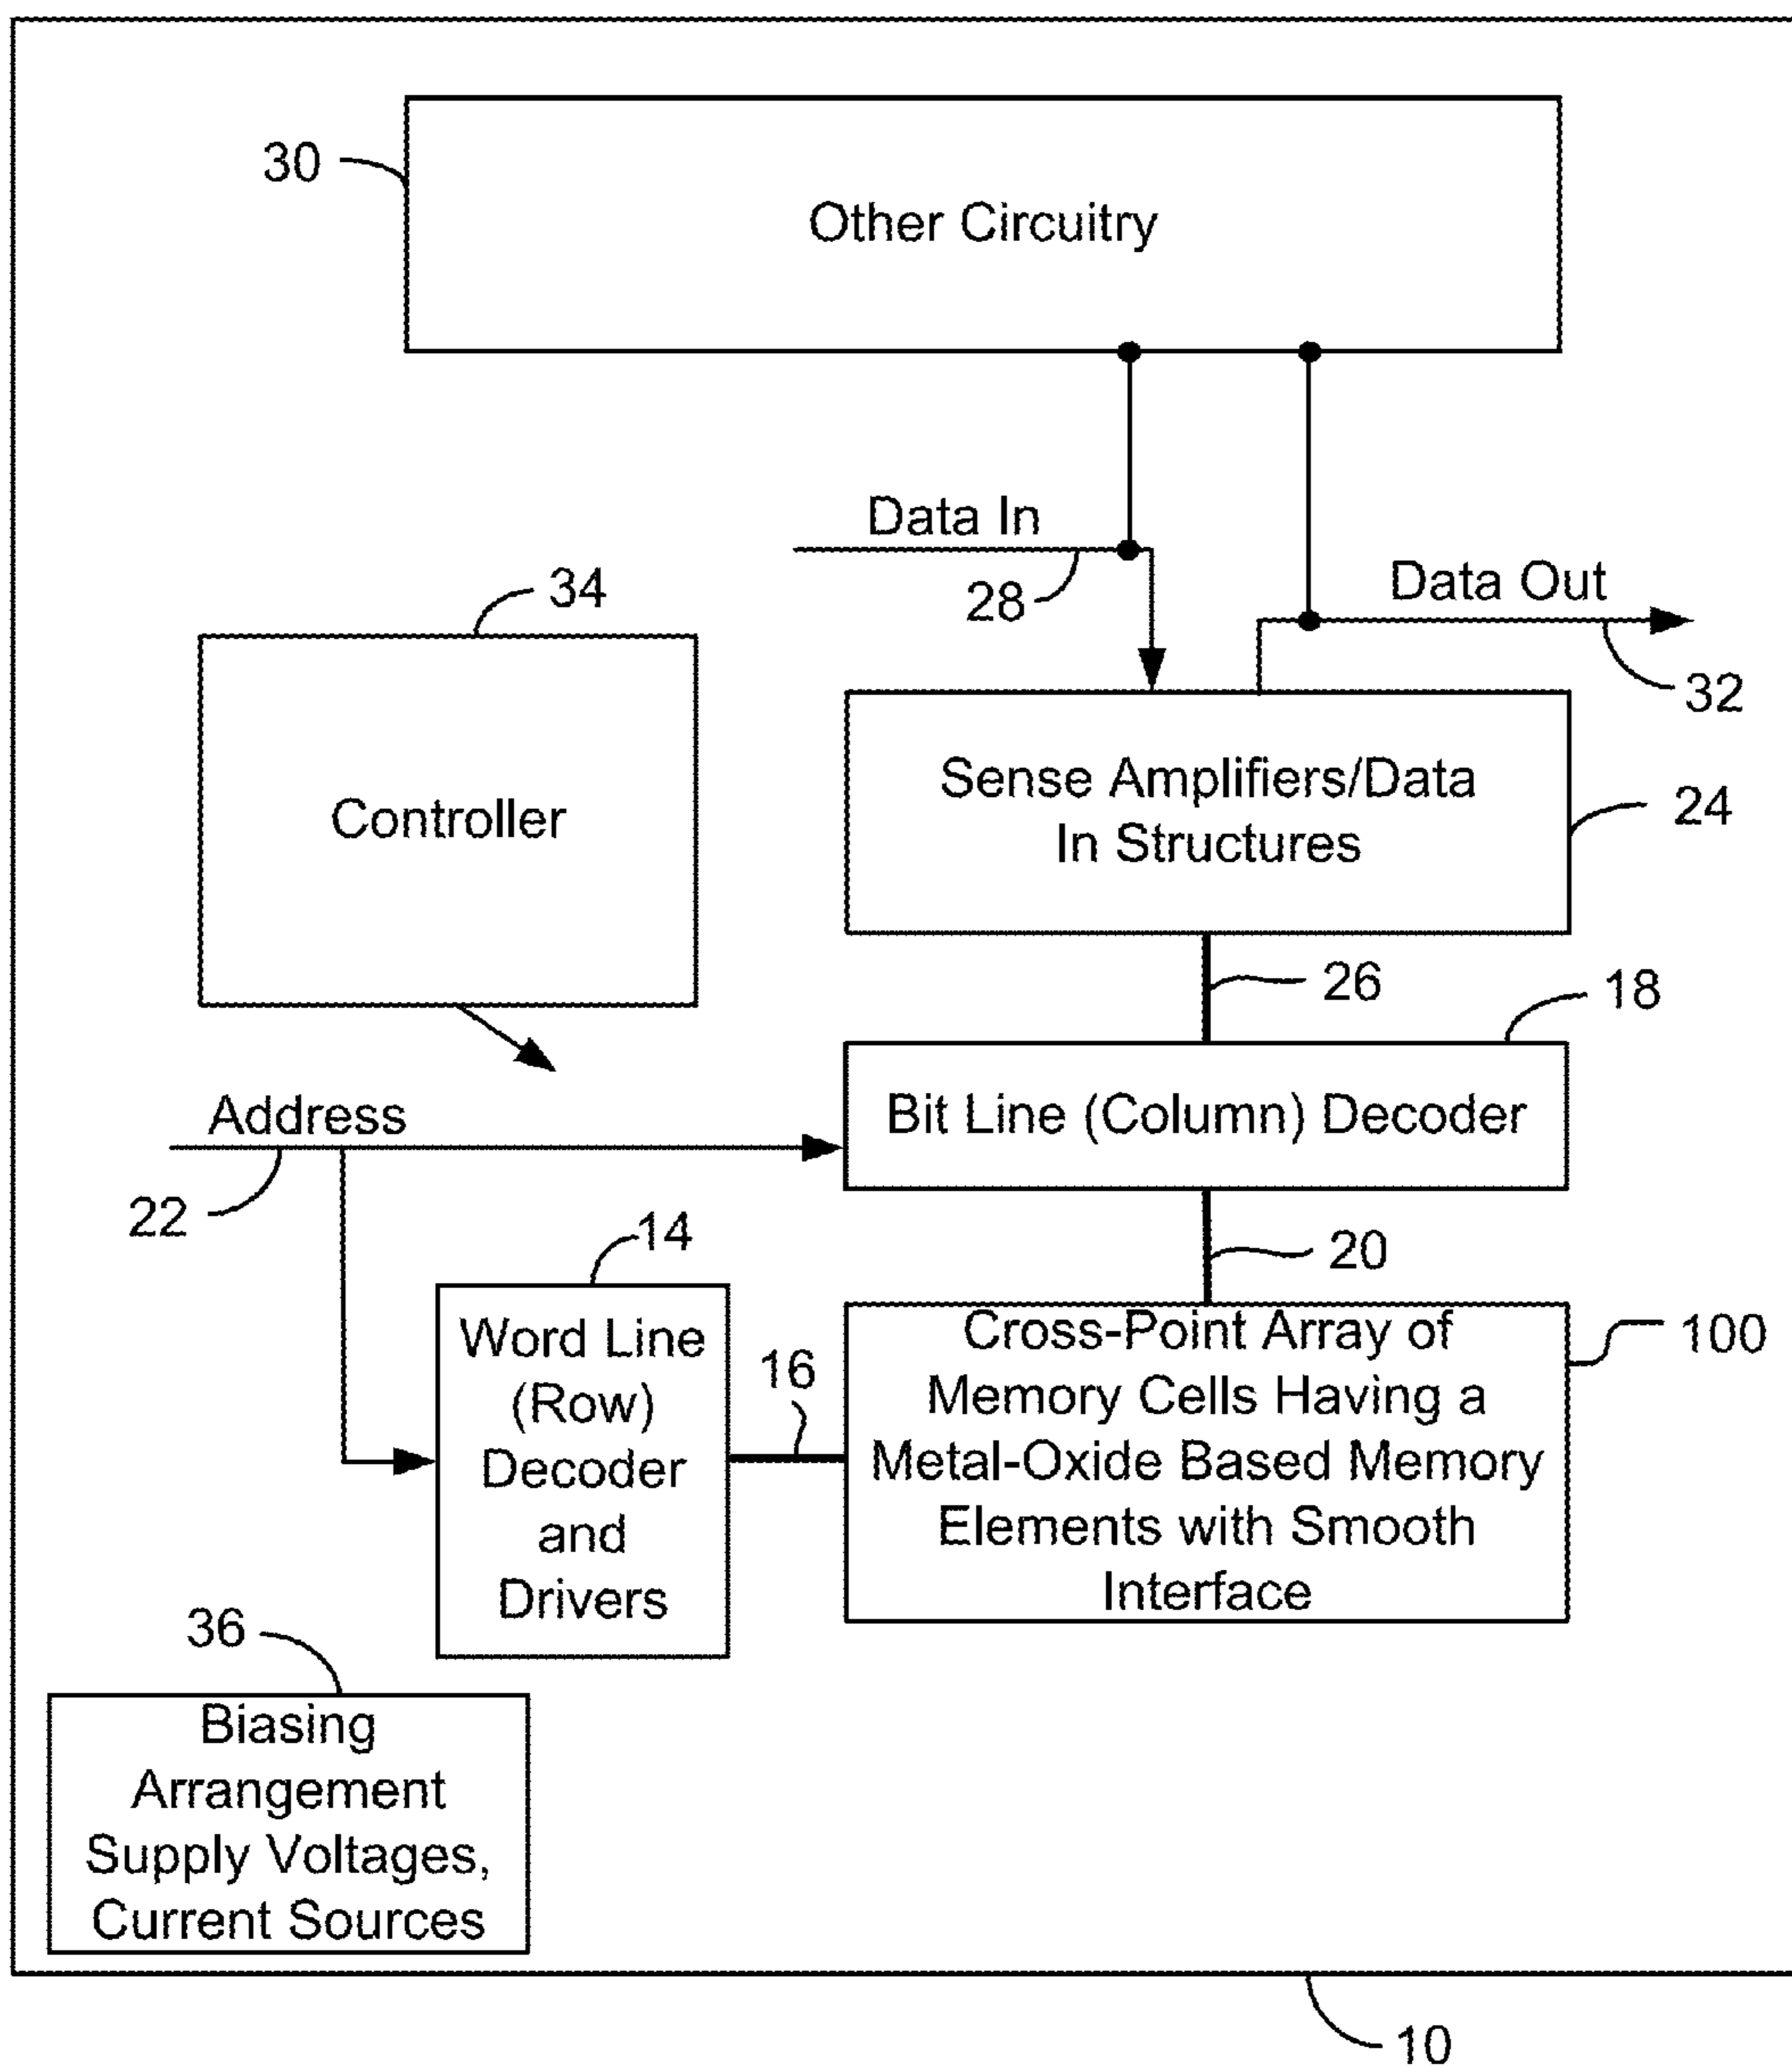 30
Other Circuitry
Data In
28
34
Data Out
32
Controller
Sense Amplifiers/Data
In Structures
24
26
18
Address
Bit Line (Column) Decoder
22
14
20
Word Line
(Row)
Decoder
and
Drivers
16
Cross-Point Array of
Memory Cells Having a
Metal-Oxide Based Memory
Elements with Smooth
Interface
100
36
Biasing
Arrangement
Supply Voltages,
Current Sources
10